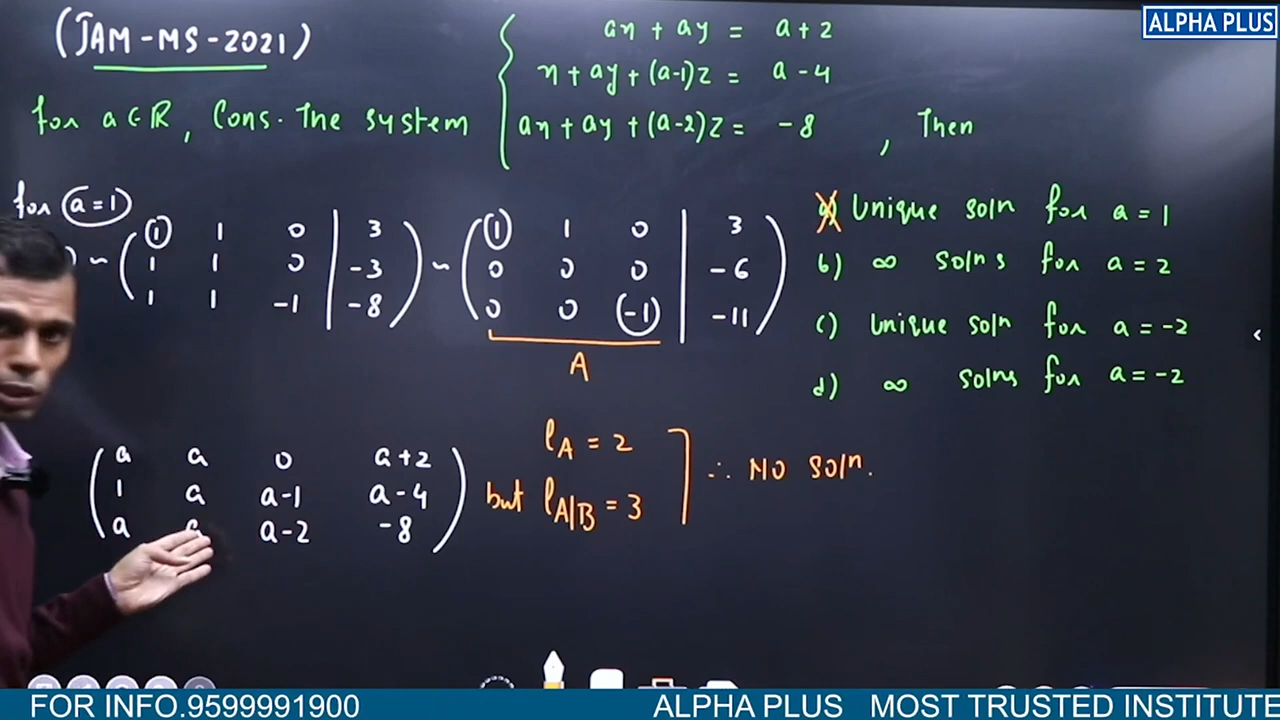 ALPHA PLUS
(JAM-MS-2021)
ax + ay = a+2
x + ay + (a-1)z = a-4
for a∈ℝ, Cons. The system
ax + ay + (a-2)z = -8, Then
for a=1
~ ( 1 1 0 | 3 ) ~ ( 1 1 0 | 3 )
1 1 0 | -3 0 0 0 | -6
1 1 -1 | -8 0 0 -1 | -11
A
a) Unique soln for a=1
b) ∞ solns for a=2
c) Unique soln for a=-2
d) ∞ solns for a=-2
( a a 0 a+2 )
1 a a-1 a-4
a a a-2 -8
ρA = 2
but ρA|B = 3
∴ No soln.
FOR INFO.9599991900 ALPHA PLUS MOST TRUSTED INSTITUTE